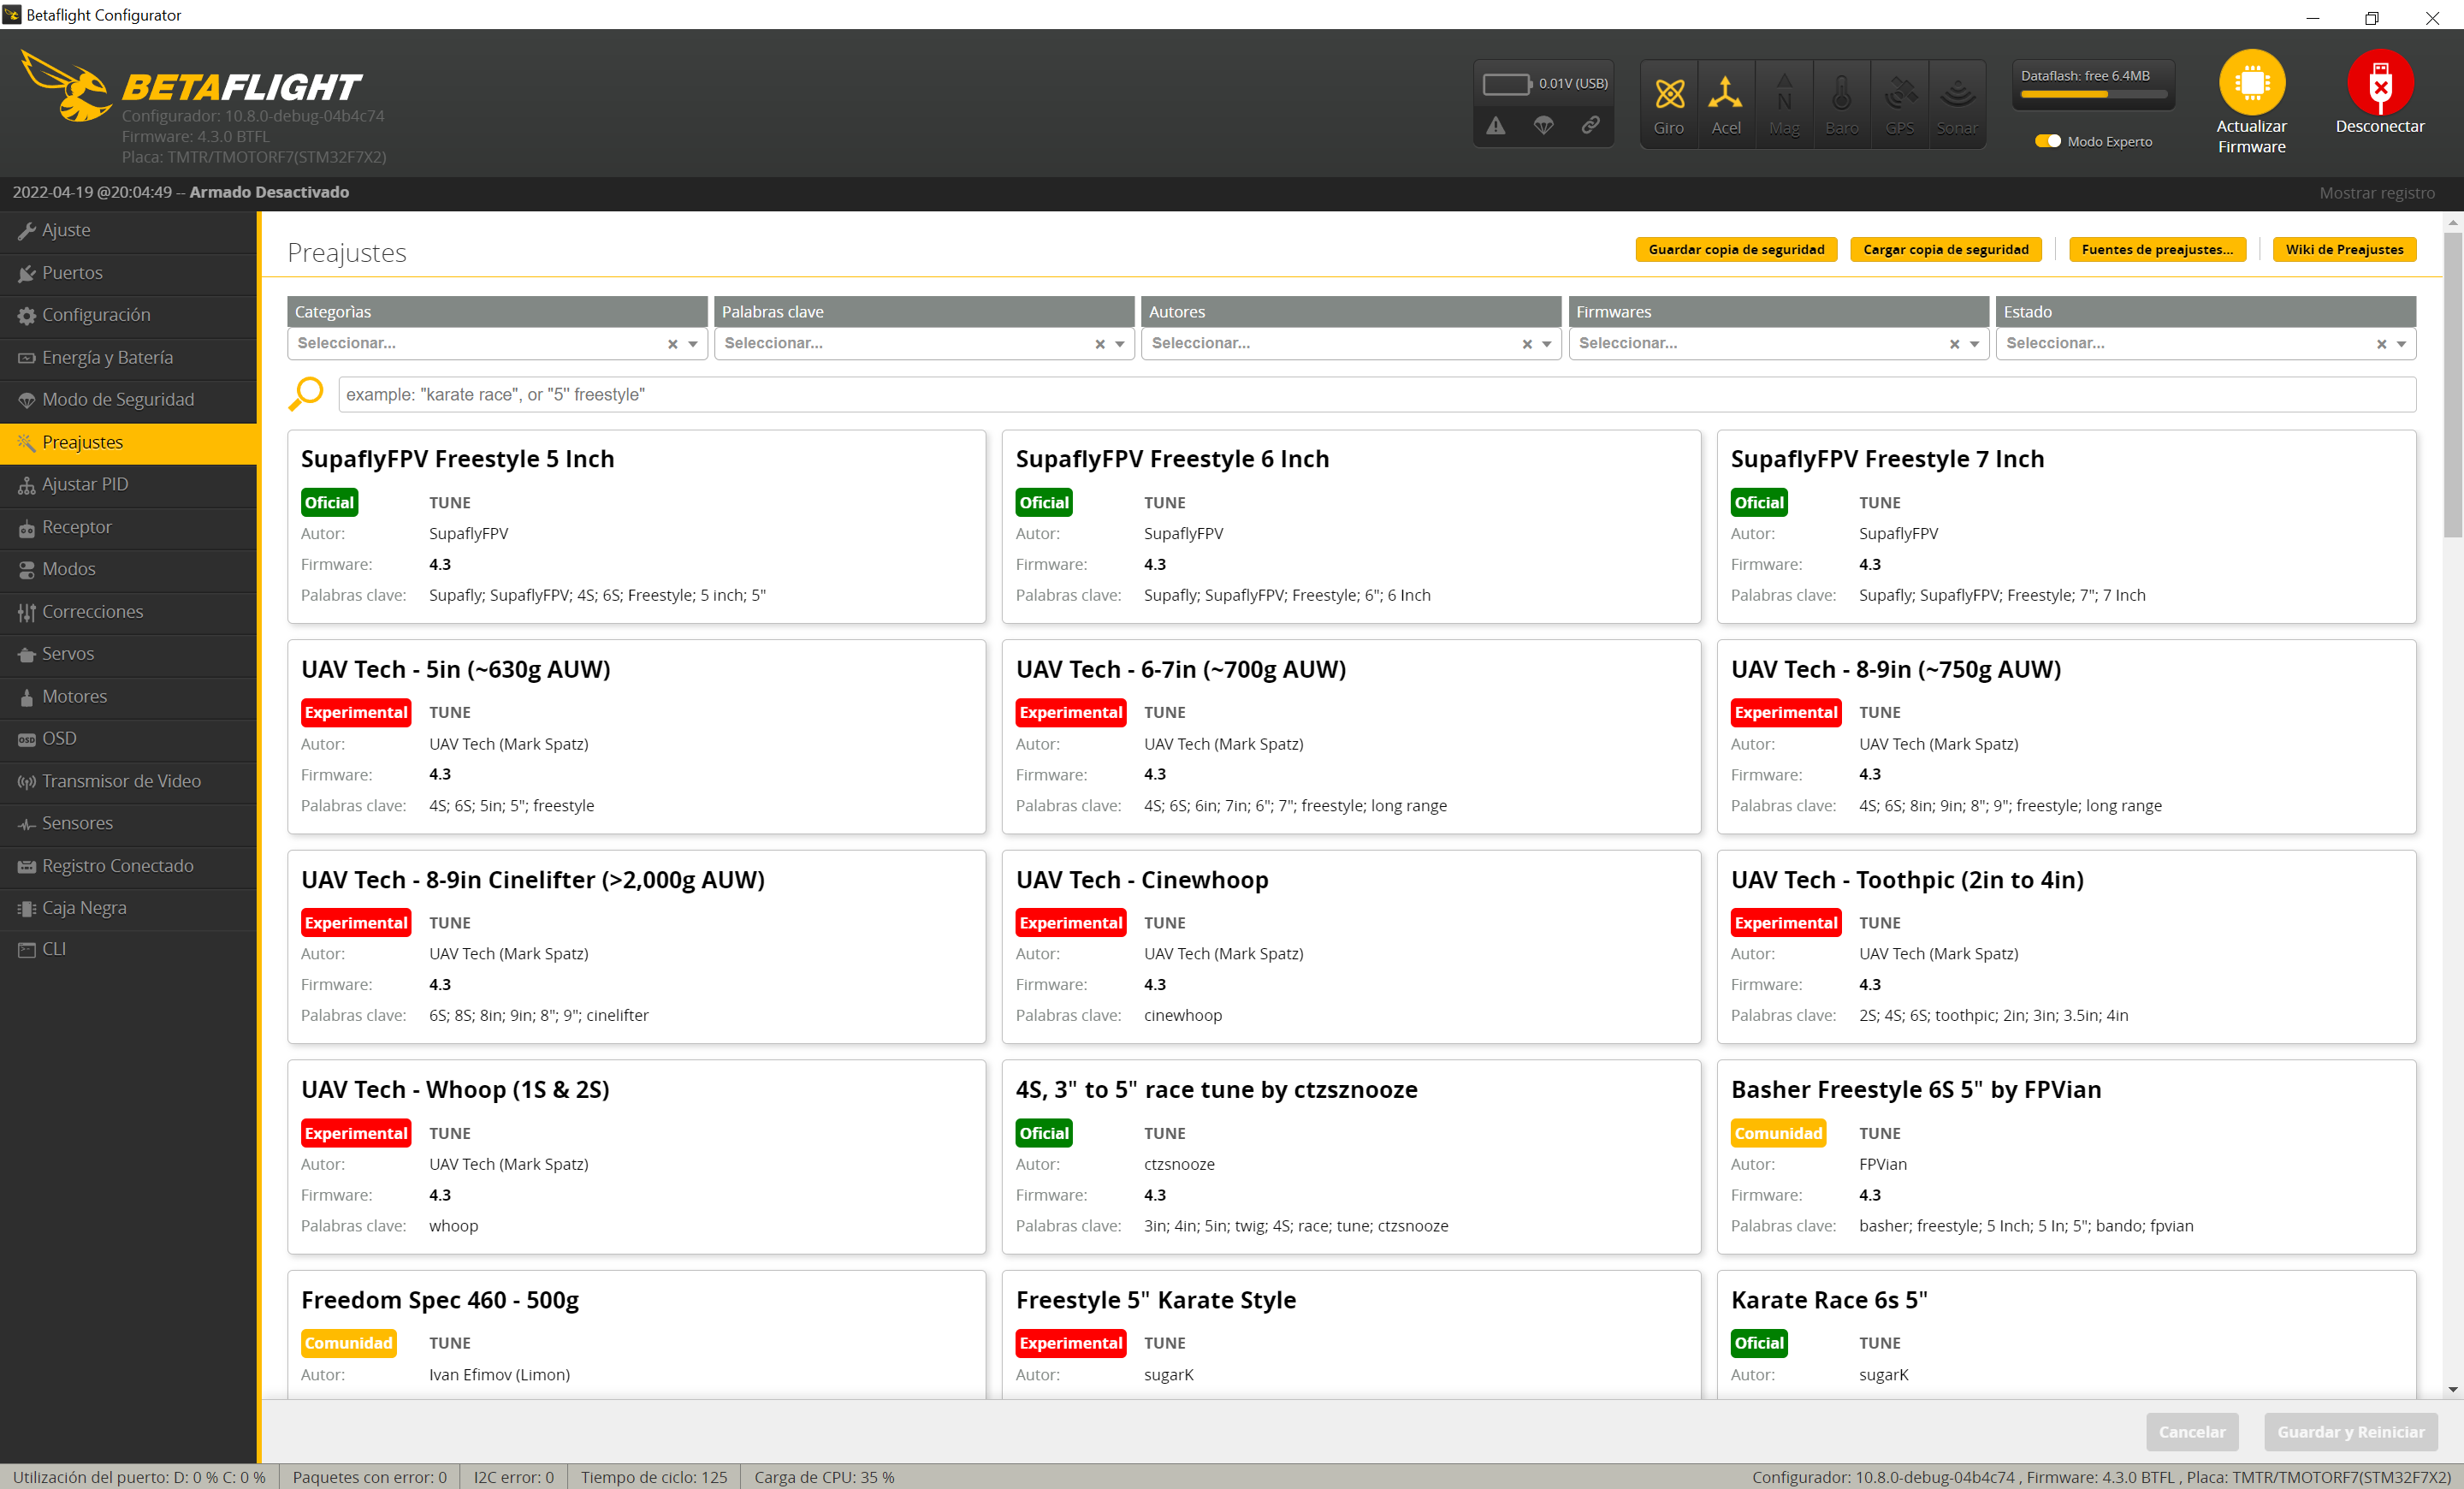 Betaflight Configurator
BETAFLIGHT
Configurador: 10.8.0-debug-04b4c74
Firmware: 4.3.0 BTFL
Placa: TMTR/TMOTORF7(STM32F7X2)
0.01V (USB)
Giro Acel Mag Baro GPS Sonar
Dataflash: free 6.4MB
Modo Experto
Actualizar
Firmware
Desconectar
2022-04-19 @20:04:49 -- Armado Desactivado
Mostrar registro
Ajuste
Puertos
Configuración
Energía y Batería
Modo de Seguridad
Preajustes
Ajustar PID
Receptor
Modos
Correcciones
Servos
Motores
OSD
Transmisor de Video
Sensores
Registro Conectado
Caja Negra
CLI
Preajustes
Guardar copia de seguridad
Cargar copia de seguridad
Fuentes de preajustes...
Wiki de Preajustes
Categorìas Palabras clave Autores Firmwares Estado
Seleccionar... Seleccionar... Seleccionar... Seleccionar... Seleccionar...
example: "karate race", or "5'' freestyle"
SupaflyFPV Freestyle 5 Inch
Oficial TUNE
Autor: SupaflyFPV
Firmware: 4.3
Palabras clave: Supafly; SupaflyFPV; 4S; 6S; Freestyle; 5 inch; 5"
SupaflyFPV Freestyle 6 Inch
Oficial TUNE
Autor: SupaflyFPV
Firmware: 4.3
Palabras clave: Supafly; SupaflyFPV; Freestyle; 6"; 6 Inch
SupaflyFPV Freestyle 7 Inch
Oficial TUNE
Autor: SupaflyFPV
Firmware: 4.3
Palabras clave: Supafly; SupaflyFPV; Freestyle; 7"; 7 Inch
UAV Tech - 5in (~630g AUW)
Experimental TUNE
Autor: UAV Tech (Mark Spatz)
Firmware: 4.3
Palabras clave: 4S; 6S; 5in; 5"; freestyle
UAV Tech - 6-7in (~700g AUW)
Experimental TUNE
Autor: UAV Tech (Mark Spatz)
Firmware: 4.3
Palabras clave: 4S; 6S; 6in; 7in; 6"; 7"; freestyle; long range
UAV Tech - 8-9in (~750g AUW)
Experimental TUNE
Autor: UAV Tech (Mark Spatz)
Firmware: 4.3
Palabras clave: 4S; 6S; 8in; 9in; 8"; 9"; freestyle; long range
UAV Tech - 8-9in Cinelifter (>2,000g AUW)
Experimental TUNE
Autor: UAV Tech (Mark Spatz)
Firmware: 4.3
Palabras clave: 6S; 8S; 8in; 9in; 8"; 9"; cinelifter
UAV Tech - Cinewhoop
Experimental TUNE
Autor: UAV Tech (Mark Spatz)
Firmware: 4.3
Palabras clave: cinewhoop
UAV Tech - Toothpic (2in to 4in)
Experimental TUNE
Autor: UAV Tech (Mark Spatz)
Firmware: 4.3
Palabras clave: 2S; 4S; 6S; toothpic; 2in; 3in; 3.5in; 4in
UAV Tech - Whoop (1S & 2S)
Experimental TUNE
Autor: UAV Tech (Mark Spatz)
Firmware: 4.3
Palabras clave: whoop
4S, 3" to 5" race tune by ctzsznooze
Oficial TUNE
Autor: ctzsnooze
Firmware: 4.3
Palabras clave: 3in; 4in; 5in; twig; 4S; race; tune; ctzsnooze
Basher Freestyle 6S 5" by FPVian
Comunidad TUNE
Autor: FPVian
Firmware: 4.3
Palabras clave: basher; freestyle; 5 Inch; 5 In; 5"; bando; fpvian
Freedom Spec 460 - 500g
Comunidad TUNE
Autor: Ivan Efimov (Limon)
Freestyle 5" Karate Style
Experimental TUNE
Autor: sugarK
Karate Race 6s 5"
Oficial TUNE
Autor: sugarK
Cancelar
Guardar y Reiniciar
Utilización del puerto: D: 0 % C: 0 % Paquetes con error: 0 I2C error: 0 Tiempo de ciclo: 125 Carga de CPU: 35 % Configurador: 10.8.0-debug-04b4c74 , Firmware: 4.3.0 BTFL , Placa: TMTR/TMOTORF7(STM32F7X2)